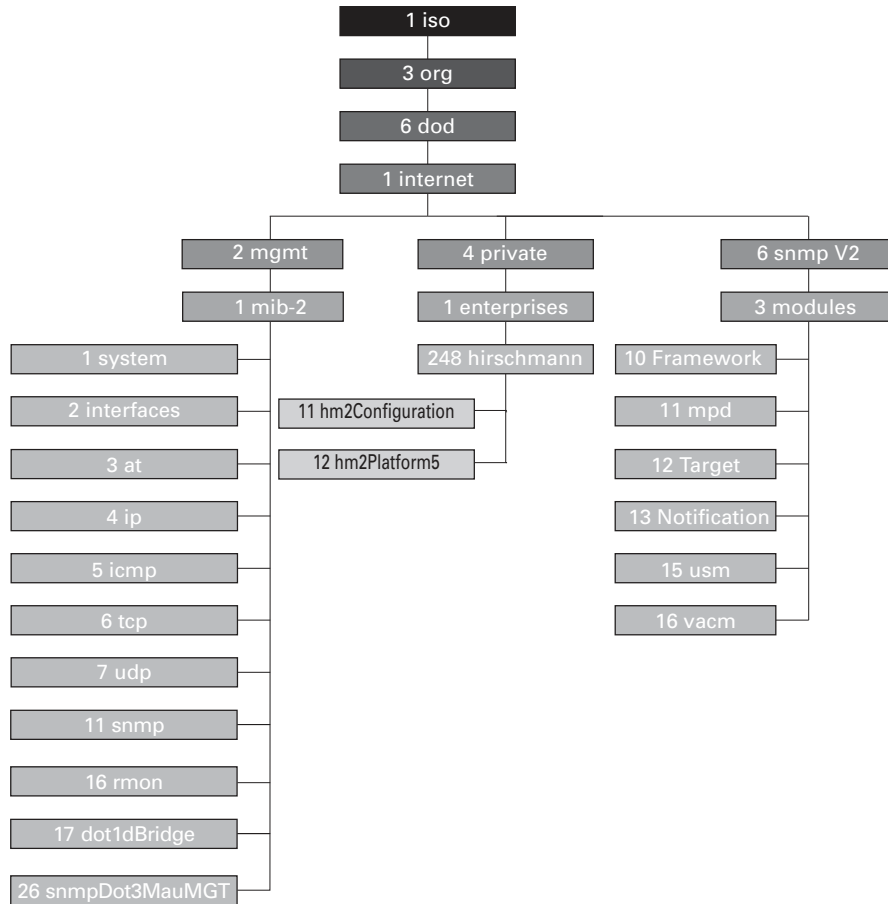 1 iso
3 org
6 dod
1 internet
2 mgmt
4 private
6 snmp V2
1 mib-2
1 enterprises
3 modules
1 system
248 hirschmann
10 Framework
2 interfaces
11 hm2Configuration
11 mpd
3 at
12 hm2Platform5
12 Target
4 ip
13 Notification
5 icmp
15 usm
6 tcp
16 vacm
7 udp
11 snmp
16 rmon
17 dot1dBridge
26 snmpDot3MauMGT